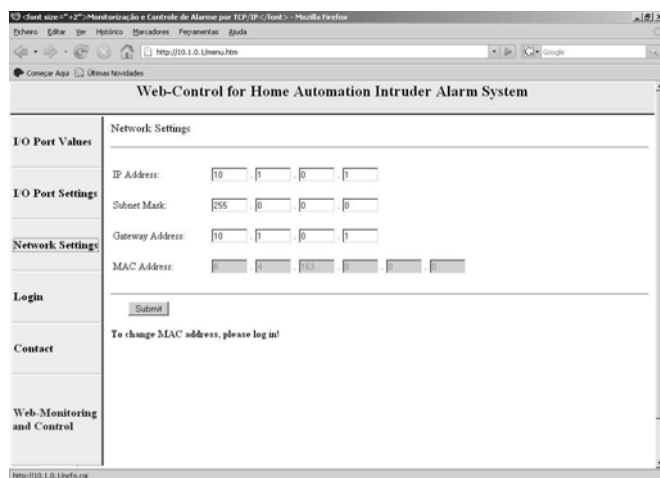 <font size="+2">Monitorização e Controle de Alarme por TCP/IP</font> - Mozilla Firefox
Ficheiro Editar Ver Histórico Marcadores Ferramentas Ajuda
http://10.1.0.1/menu.htm
Google
Começar Aqui Últimas Novidades
Web-Control for Home Automation Intruder Alarm System
I/O Port Values
I/O Port Settings
Network Settings
Login
Contact
Web-Monitoring
and Control
Network Settings
IP Address: 10 . 1 . 0 . 1
Subnet Mask: 255 . 0 . 0 . 0
Gateway Address: 10 . 1 . 0 . 1
MAC Address: 0 . 4 . 163 . 0 . 0 . 0
Submit
To change MAC address, please log in!
http://10.1.0.1/ncfg.cgi